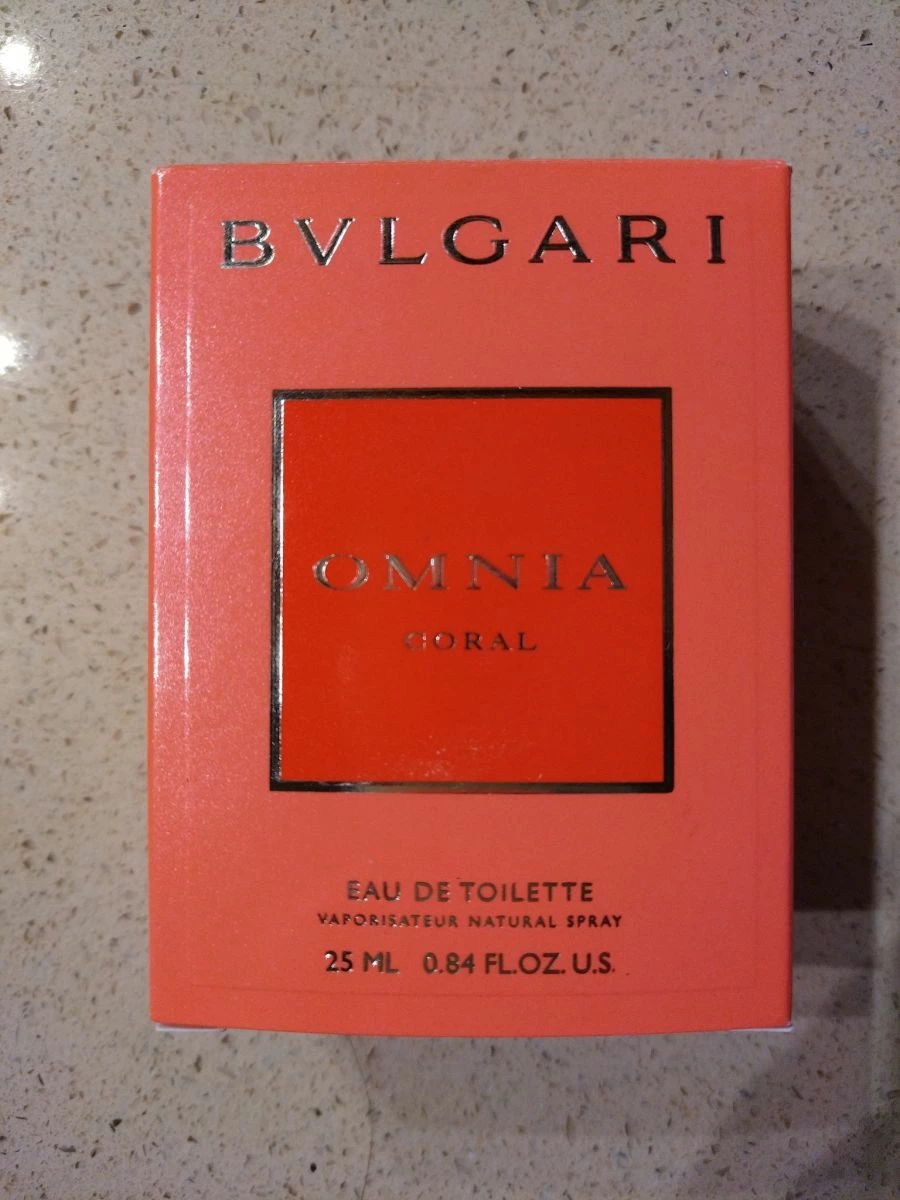 BVLGARI
OMNIA
CORAL
EAU DE TOILETTE
VAPORISATEUR NATURAL SPRAY
25 ML 0.84 FL.OZ. U.S.